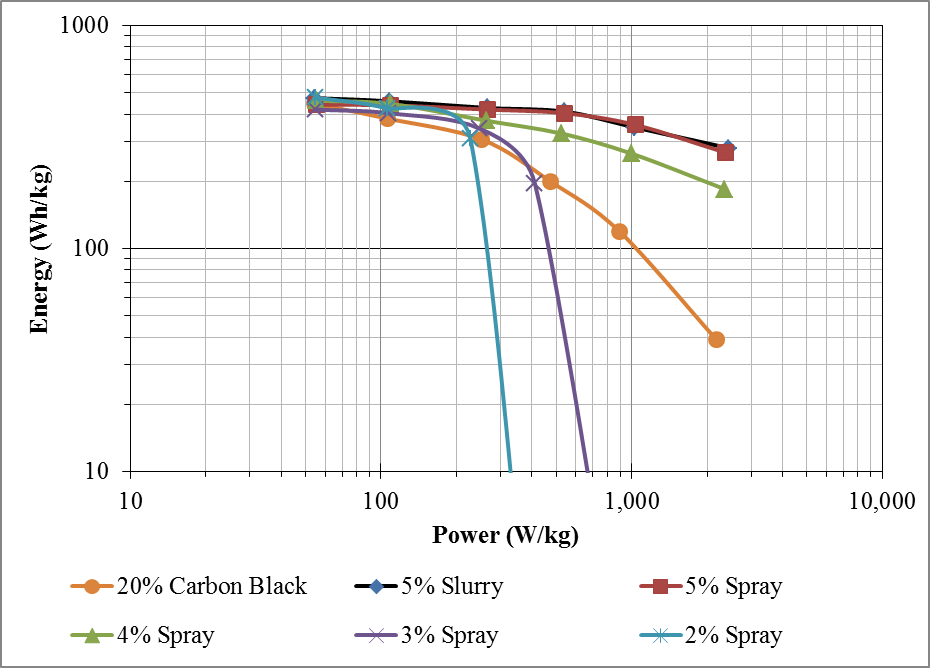 1000
100
10
Energy (Wh/kg)
10 100 1,000 10,000
Power (W/kg)
20% Carbon Black 5% Slurry 5% Spray
4% Spray 3% Spray 2% Spray